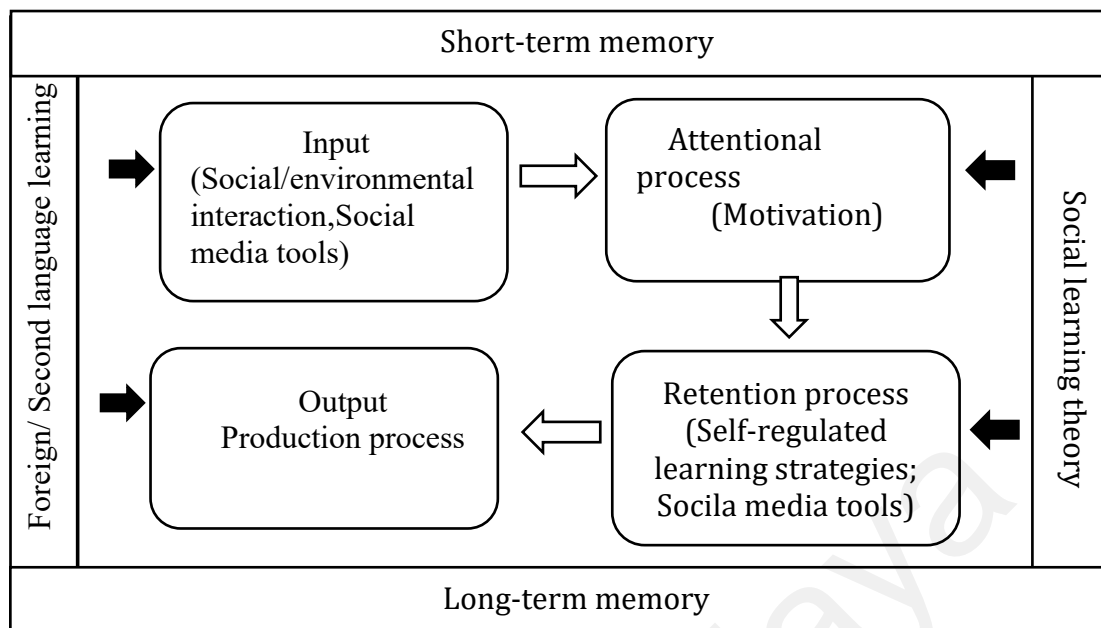 Short-term memory
Foreign/ Second language learning
Input
(Social/environmental
interaction,Social
media tools)
Attentional
process
(Motivation)
Social learning theory
Output
Production process
Retention process
(Self-regulated
learning strategies;
Socila media tools)
Long-term memory